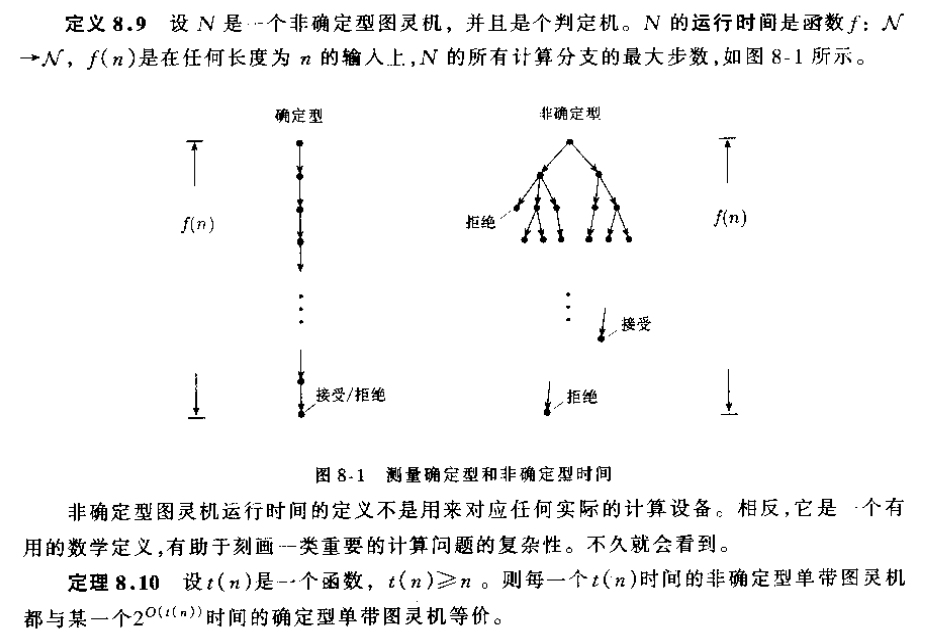 定义 8.9 设 N 是一个非确定型图灵机，并且是个判定机。N 的运行时间是函数 f：𝒩
→𝒩，f(n)是在任何长度为 n 的输入上，N 的所有计算分支的最大步数，如图 8-1 所示。
确定型
非确定型
f(n)
拒绝
f(n)
接受
接受/拒绝
拒绝
图 8-1 测量确定型和非确定型时间
非确定型图灵机运行时间的定义不是用来对应任何实际的计算设备。相反，它是一个有
用的数学定义，有助于刻画一类重要的计算问题的复杂性。不久就会看到。
定理 8.10 设 t(n)是一个函数，t(n)≥n。则每一个 t(n)时间的非确定型单带图灵机
都与某一个 2^{O(t(n))} 时间的确定型单带图灵机等价。